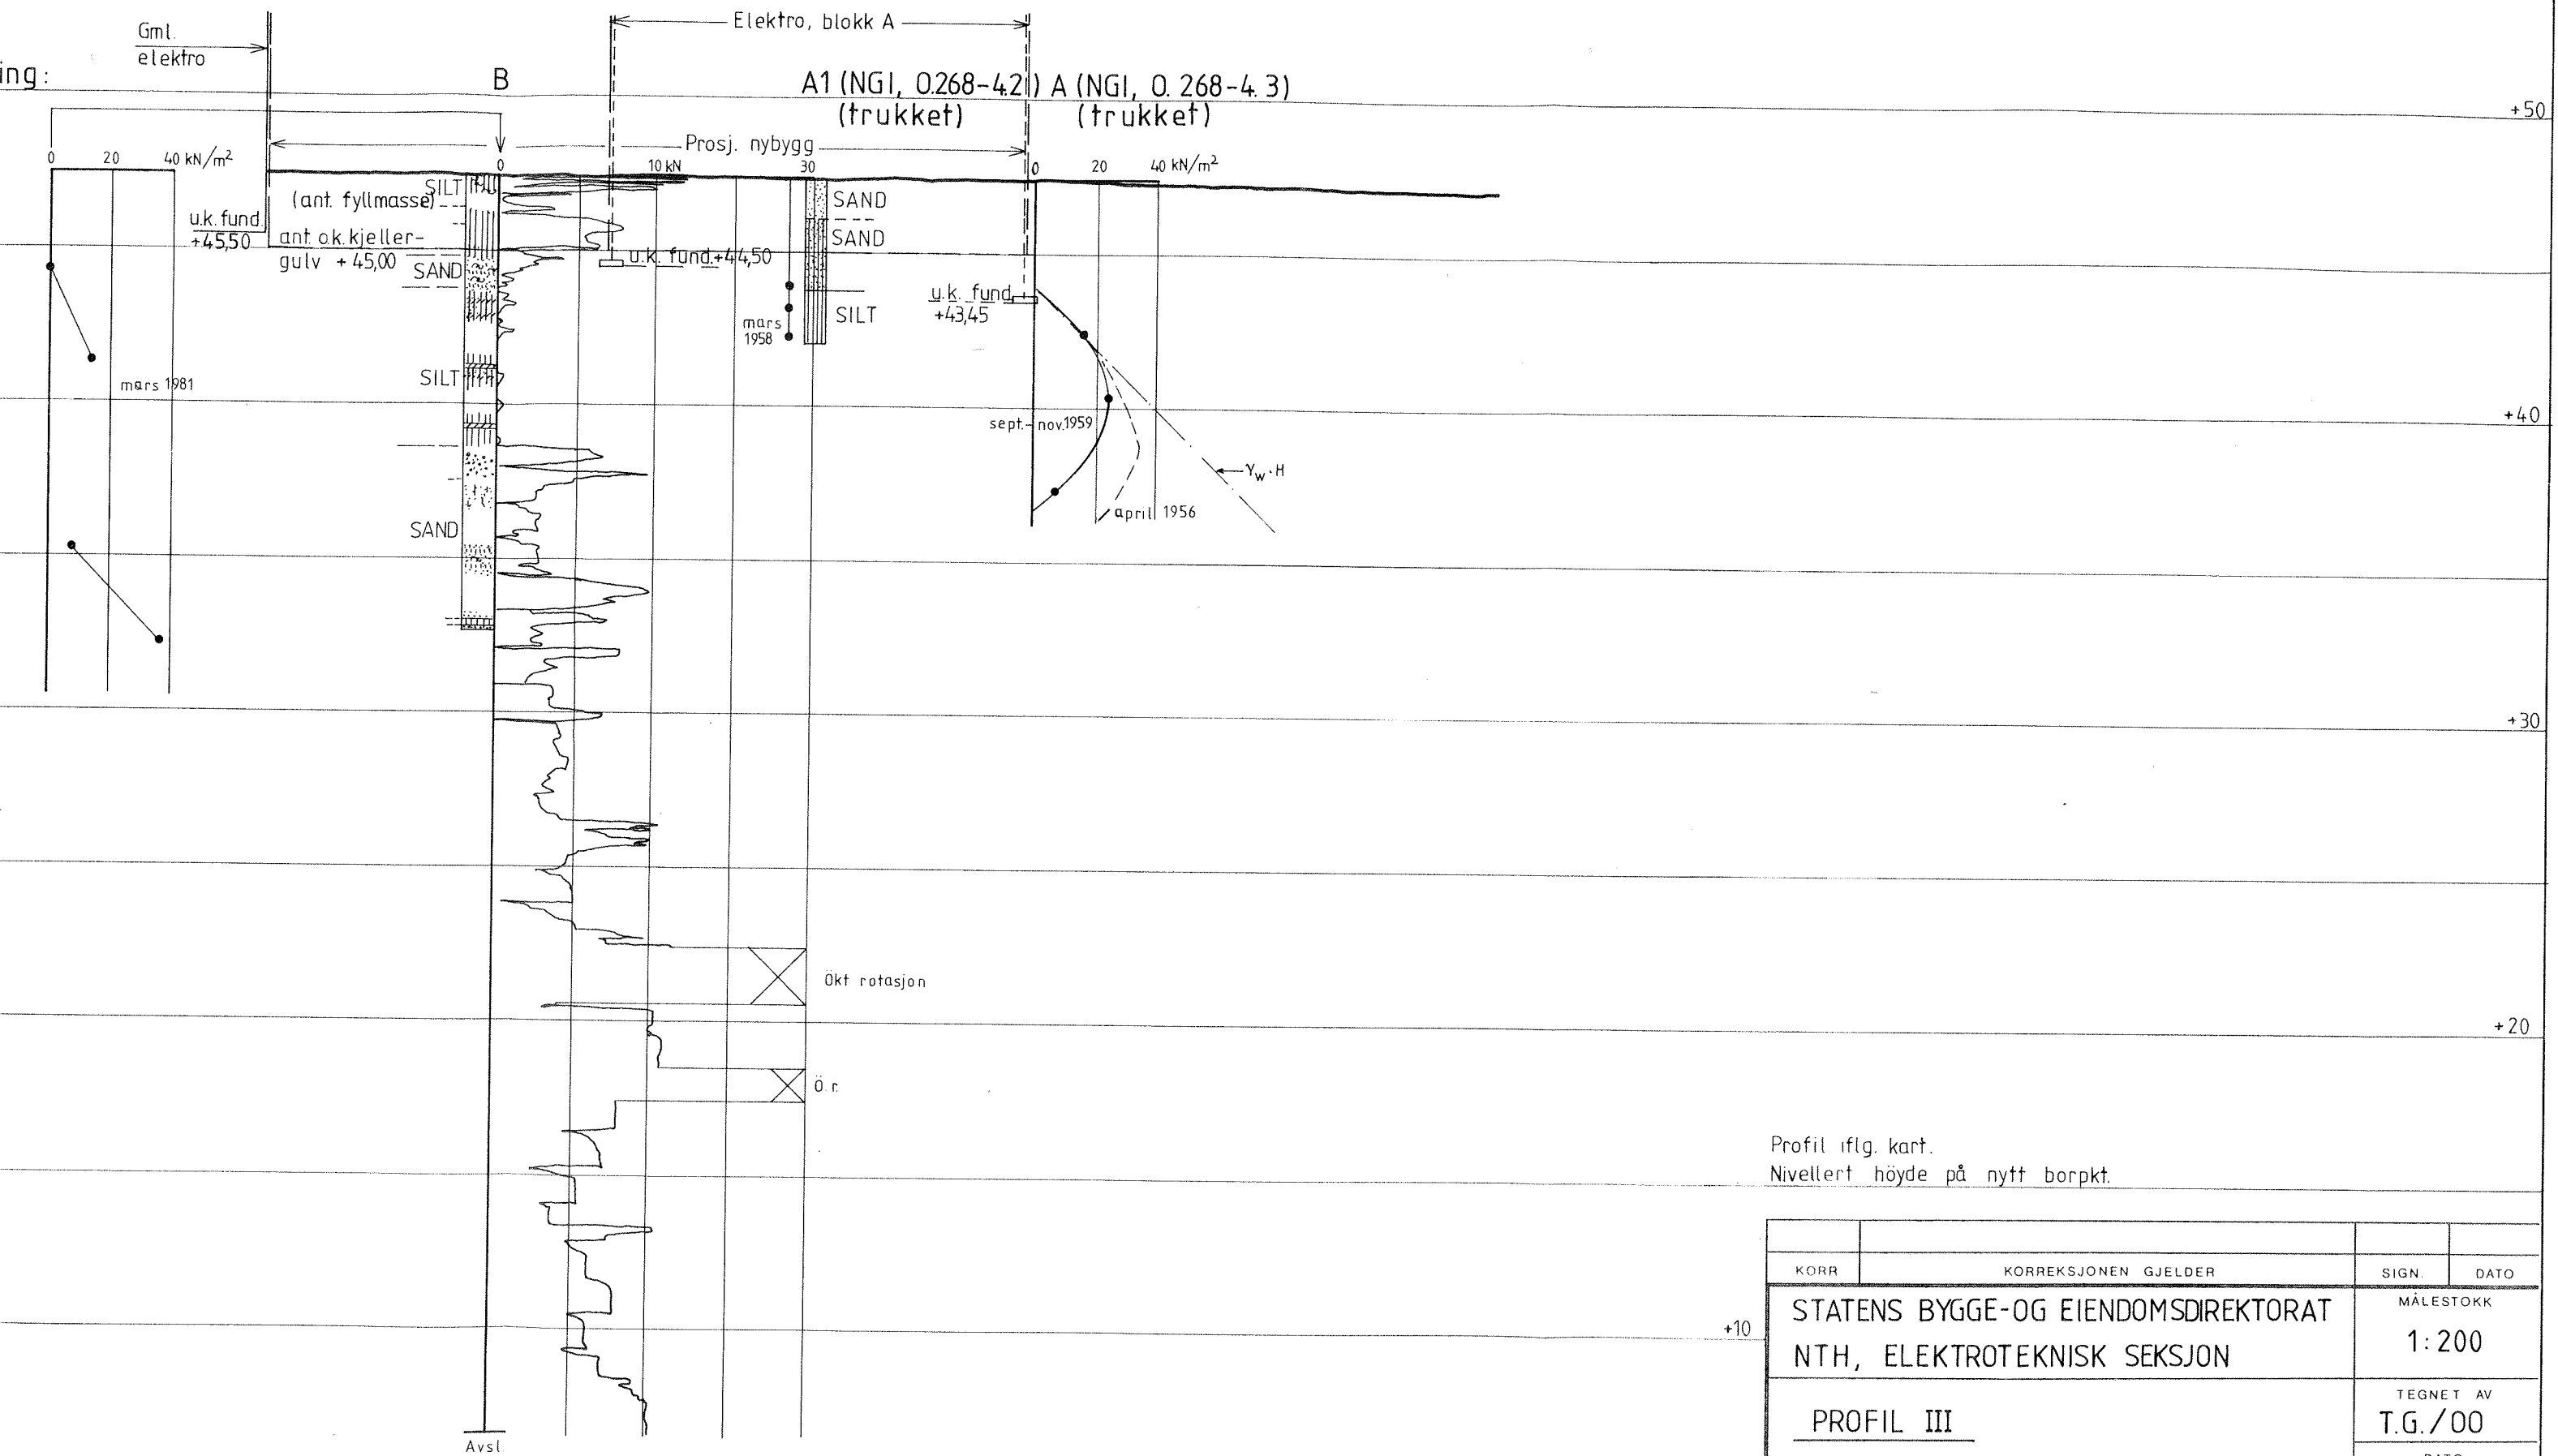 Gml.
elektro
Elektro, blokk A
ing:
B
A1 (NGI, 0.268-4.2)
(trukket)
A (NGI, 0.268-4.3)
(trukket)
+50
Prosj. nybygg
0 20 40 kN/m²
0 10 kN 30
0 20 40 kN/m²
SILT
(ant. fyllmasse)
u.k. fund.
+45,50
ant. ok. kjeller-
gulv + 45,00
SAND
u.k. fund. +44,50
SAND
SAND
SILT
mars
1958
u.k. fund.
+43,45
mars 1981
SILT
+40
sept.- nov. 1959
γw·H
april 1956
SAND
+30
Ökt rotasjon
+20
Ö. r.
Profil iflg. kart.
Nivellert höyde på nytt borpkt.
+10
KORR KORREKSJONEN GJELDER SIGN. DATO
STATENS BYGGE-OG EIENDOMSDIREKTORAT
NTH, ELEKTROTEKNISK SEKSJON
MÅLESTOKK
1:200
PROFIL III
TEGNET AV
T.G./OO
Avsl.